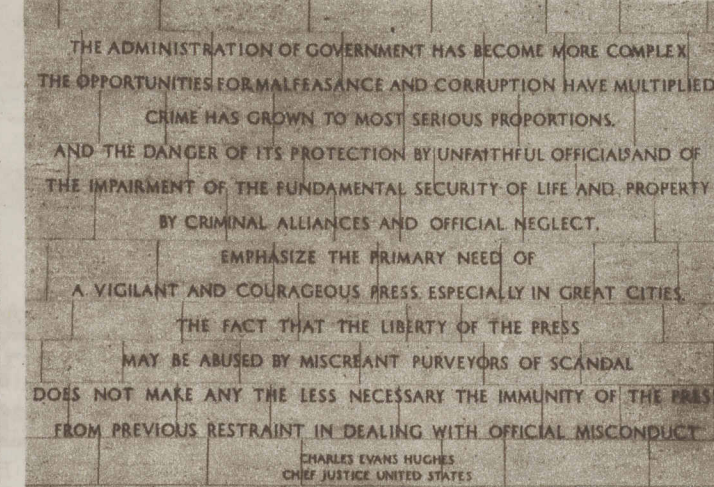 THE ADMINISTRATION OF GOVERNMENT HAS BECOME MORE COMPLEX
THE OPPORTUNITIES FOR MALFEASANCE AND CORRUPTION HAVE MULTIPLIED
CRIME HAS GROWN TO MOST SERIOUS PROPORTIONS,
AND THE DANGER OF ITS PROTECTION BY UNFAITHFUL OFFICIALS AND OF
THE IMPAIRMENT OF THE FUNDAMENTAL SECURITY OF LIFE AND PROPERTY
BY CRIMINAL ALLIANCES AND OFFICIAL NEGLECT,
EMPHASIZE THE PRIMARY NEED OF
A VIGILANT AND COURAGEOUS PRESS, ESPECIALLY IN GREAT CITIES.
THE FACT THAT THE LIBERTY OF THE PRESS
MAY BE ABUSED BY MISCREANT PURVEYORS OF SCANDAL
DOES NOT MAKE ANY THE LESS NECESSARY THE IMMUNITY OF THE PRESS
FROM PREVIOUS RESTRAINT IN DEALING WITH OFFICIAL MISCONDUCT
CHARLES EVANS HUGHES
CHIEF JUSTICE UNITED STATES